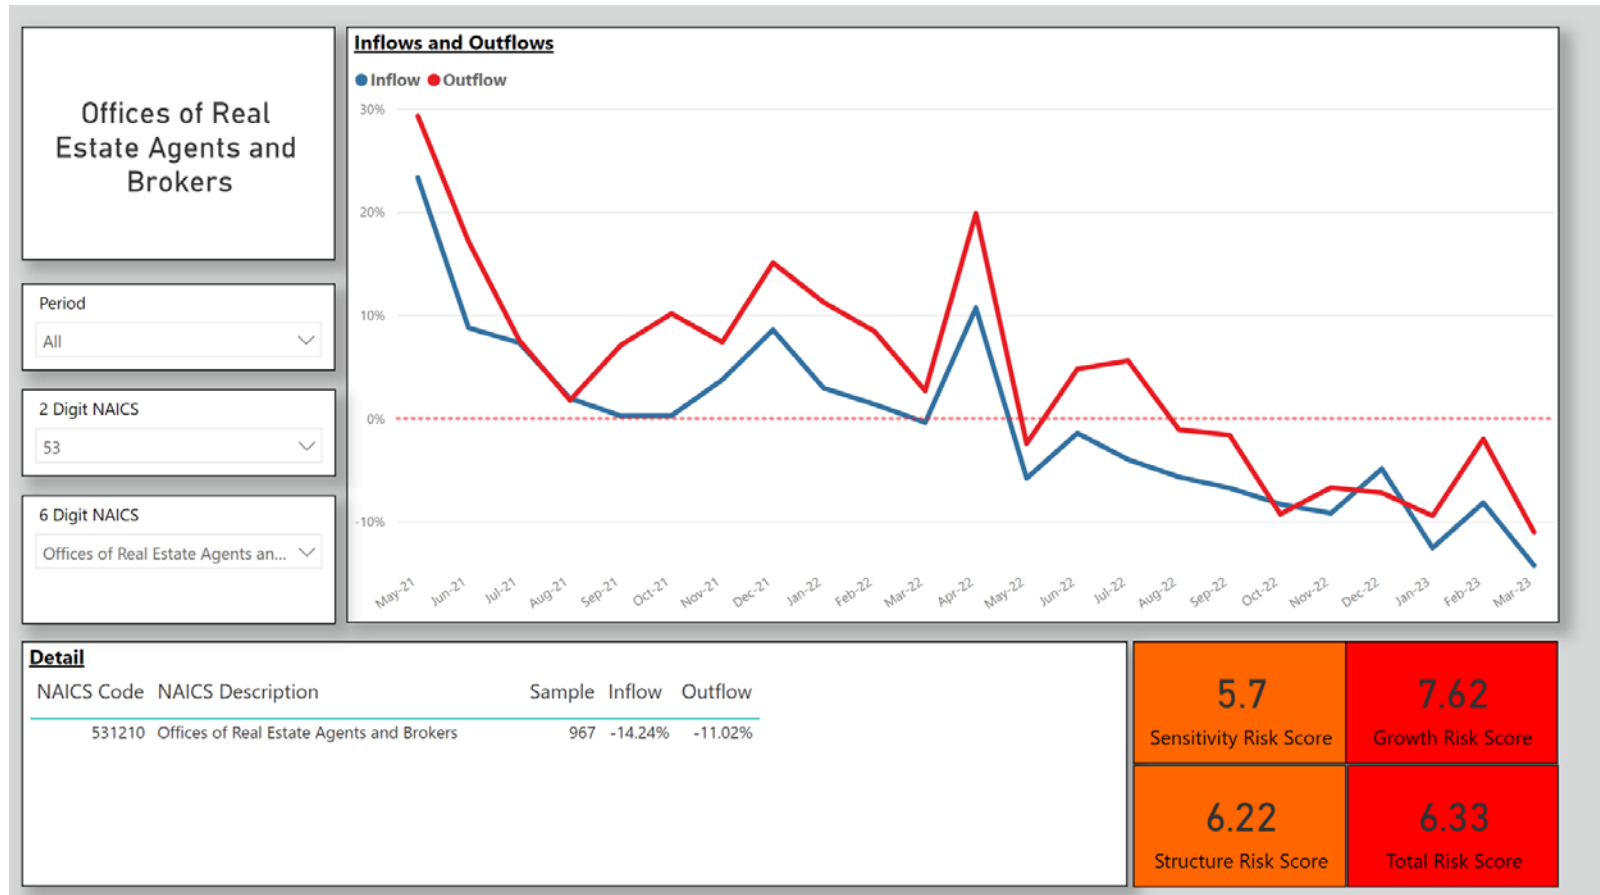 Offices of Real
Estate Agents and
Brokers
Period
All
2 Digit NAICS
53
6 Digit NAICS
Offices of Real Estate Agents an...
Inflows and Outflows
Inflow Outflow
30%
20%
10%
0%
-10%
May-21 Jun-21 Jul-21 Aug-21 Sep-21 Oct-21 Nov-21 Dec-21 Jan-22 Feb-22 Mar-22 Apr-22 May-22 Jun-22 Jul-22 Aug-22 Sep-22 Oct-22 Nov-22 Dec-22 Jan-23 Feb-23 Mar-23
Detail
NAICS Code NAICS Description Sample Inflow Outflow
531210 Offices of Real Estate Agents and Brokers 967 -14.24% -11.02%
5.7
Sensitivity Risk Score
7.62
Growth Risk Score
6.22
Structure Risk Score
6.33
Total Risk Score